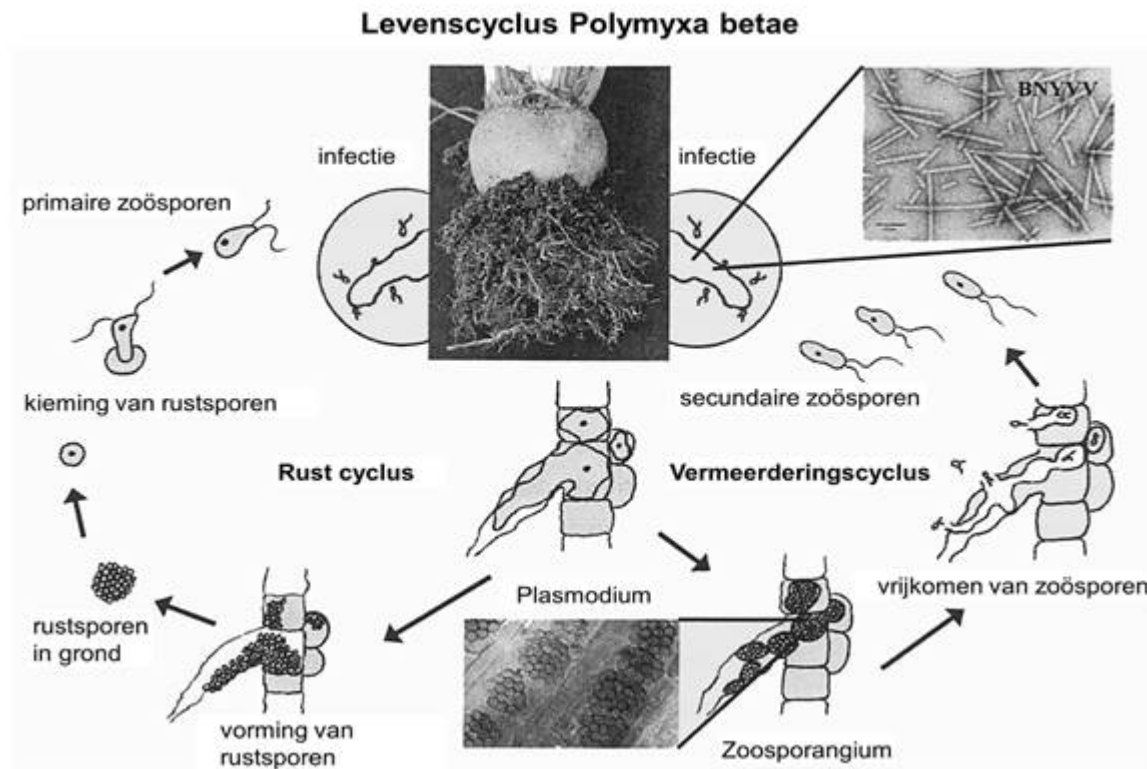 Levenscyclus Polymyxa betae
infectie
infectie
BNYVV
primaire zoösporen
kieming van rustsporen
secundaire zoösporen
Rust cyclus
Vermeerderingscyclus
Plasmodium
vrijkomen van zoösporen
rustsporen
in grond
vorming van
rustsporen
Zoosporangium